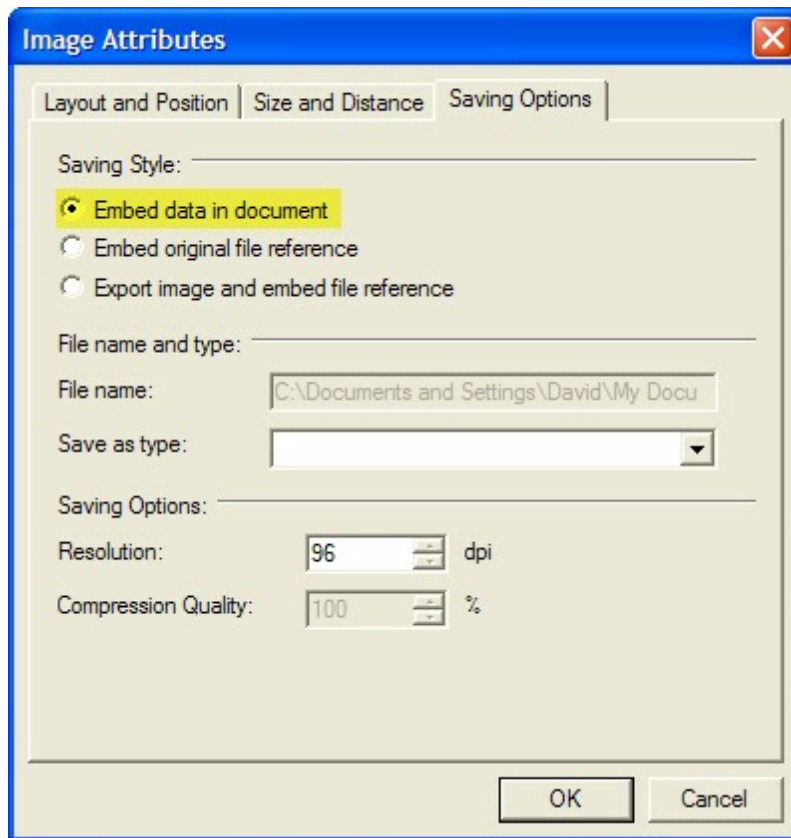 Image Attributes
Layout and Position Size and Distance Saving Options
Saving Style:
Embed data in document
Embed original file reference
Export image and embed file reference
File name and type:
File name: C:\Documents and Settings\David\My Docu
Save as type:
Saving Options:
Resolution: 96 dpi
Compression Quality: 100 %
OK Cancel